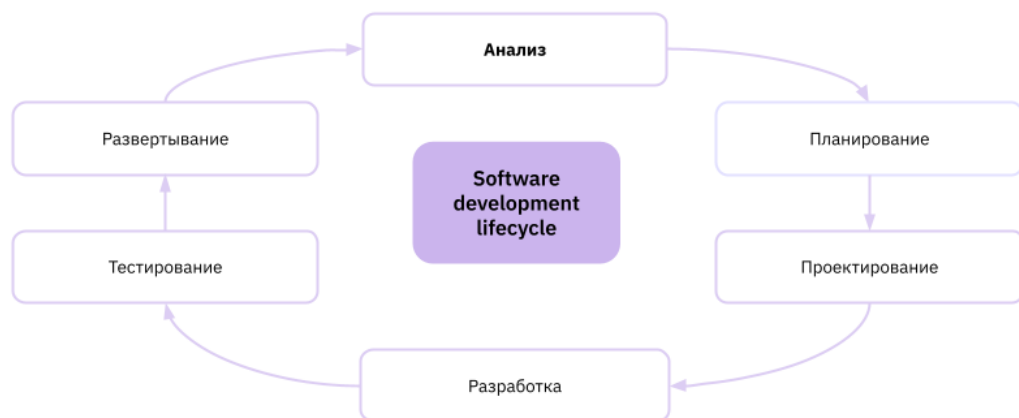 Анализ
Развертывание
Планирование
Software
development
lifecycle
Тестирование
Проектирование
Разработка